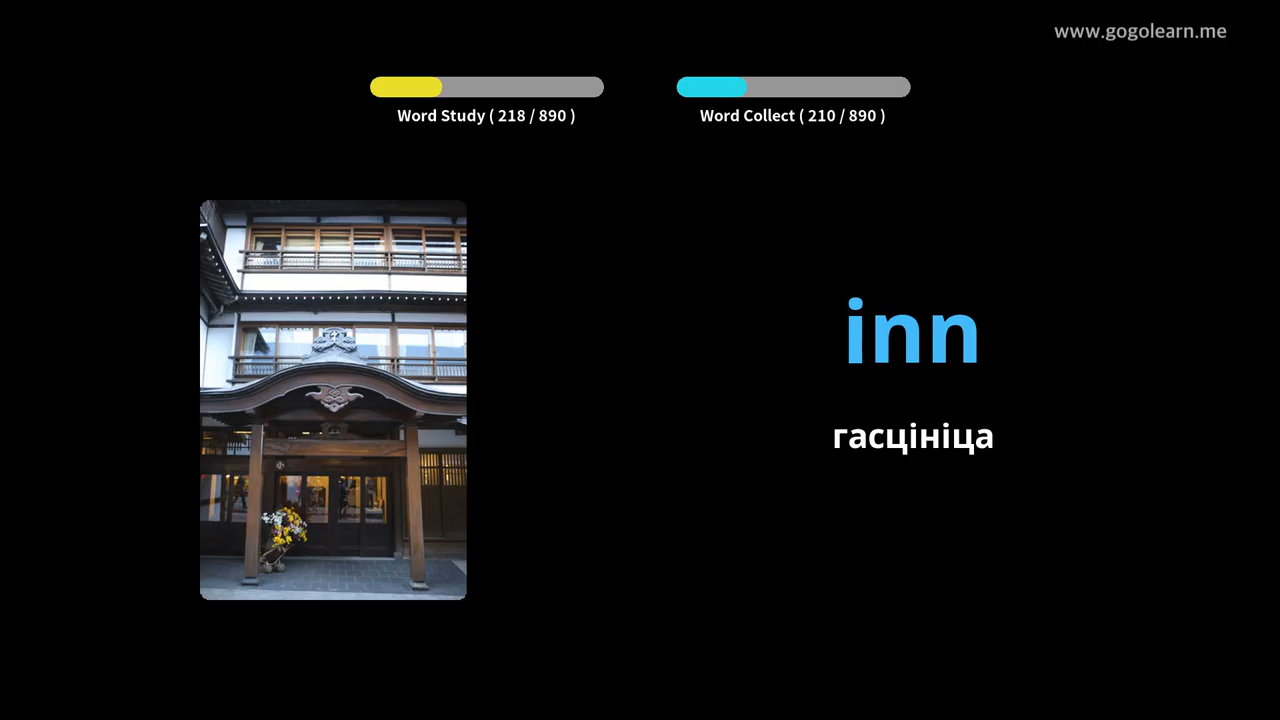 www.gogolearn.me
Word Study ( 218 / 890 )
Word Collect ( 210 / 890 )
inn
гасцініца